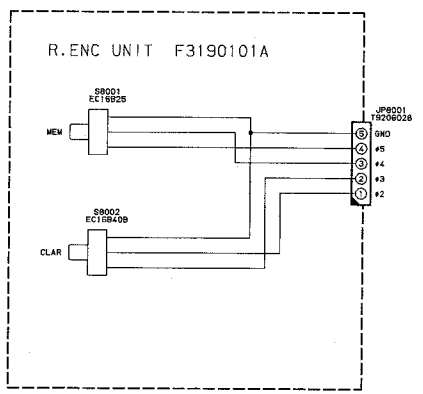 R.ENC UNIT F3190101A
S8001
EC16B25
MEM
JP8001
T9206028
5 GND
4 #5
3 #4
2 #3
1 #2
S8002
EC16B40B
CLAR